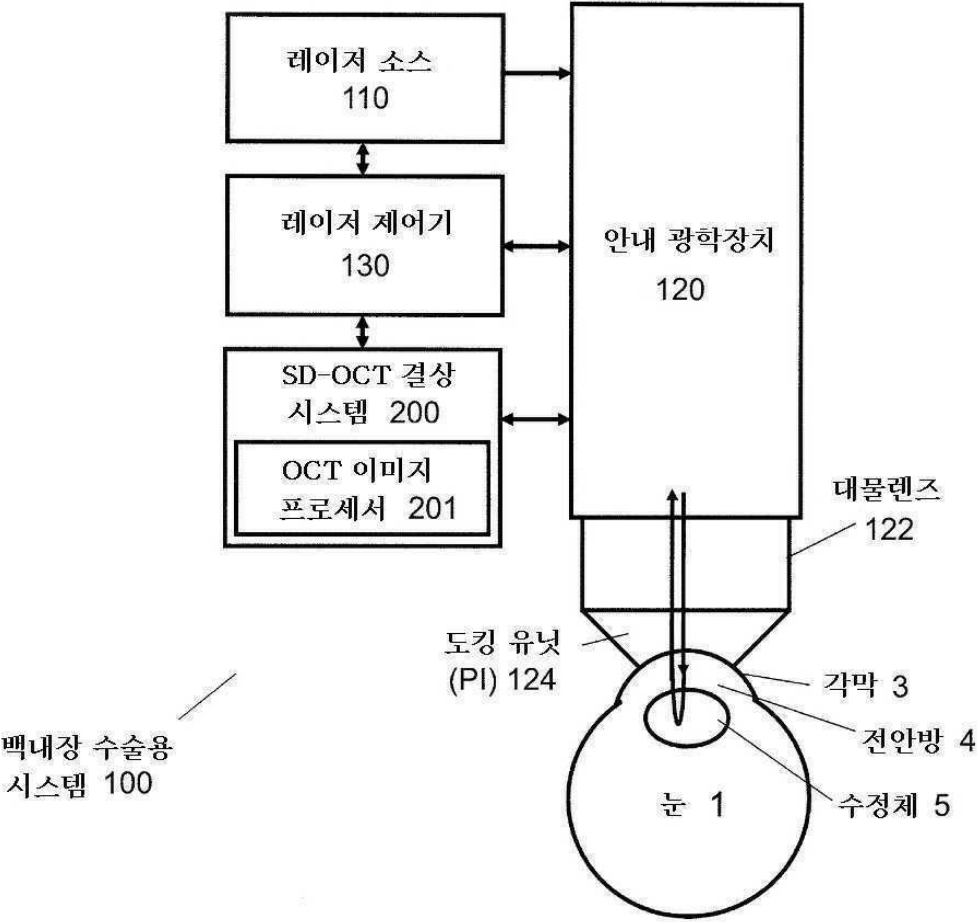 레이저 소스
110
레이저 제어기
130
안내 광학장치
120
SD-OCT 결상
시스템 200
OCT 이미지
프로세서 201
대물렌즈
122
도킹 유닛
(PI) 124
각막 3
전안방 4
백내장 수술용
시스템 100
눈 1
수정체 5